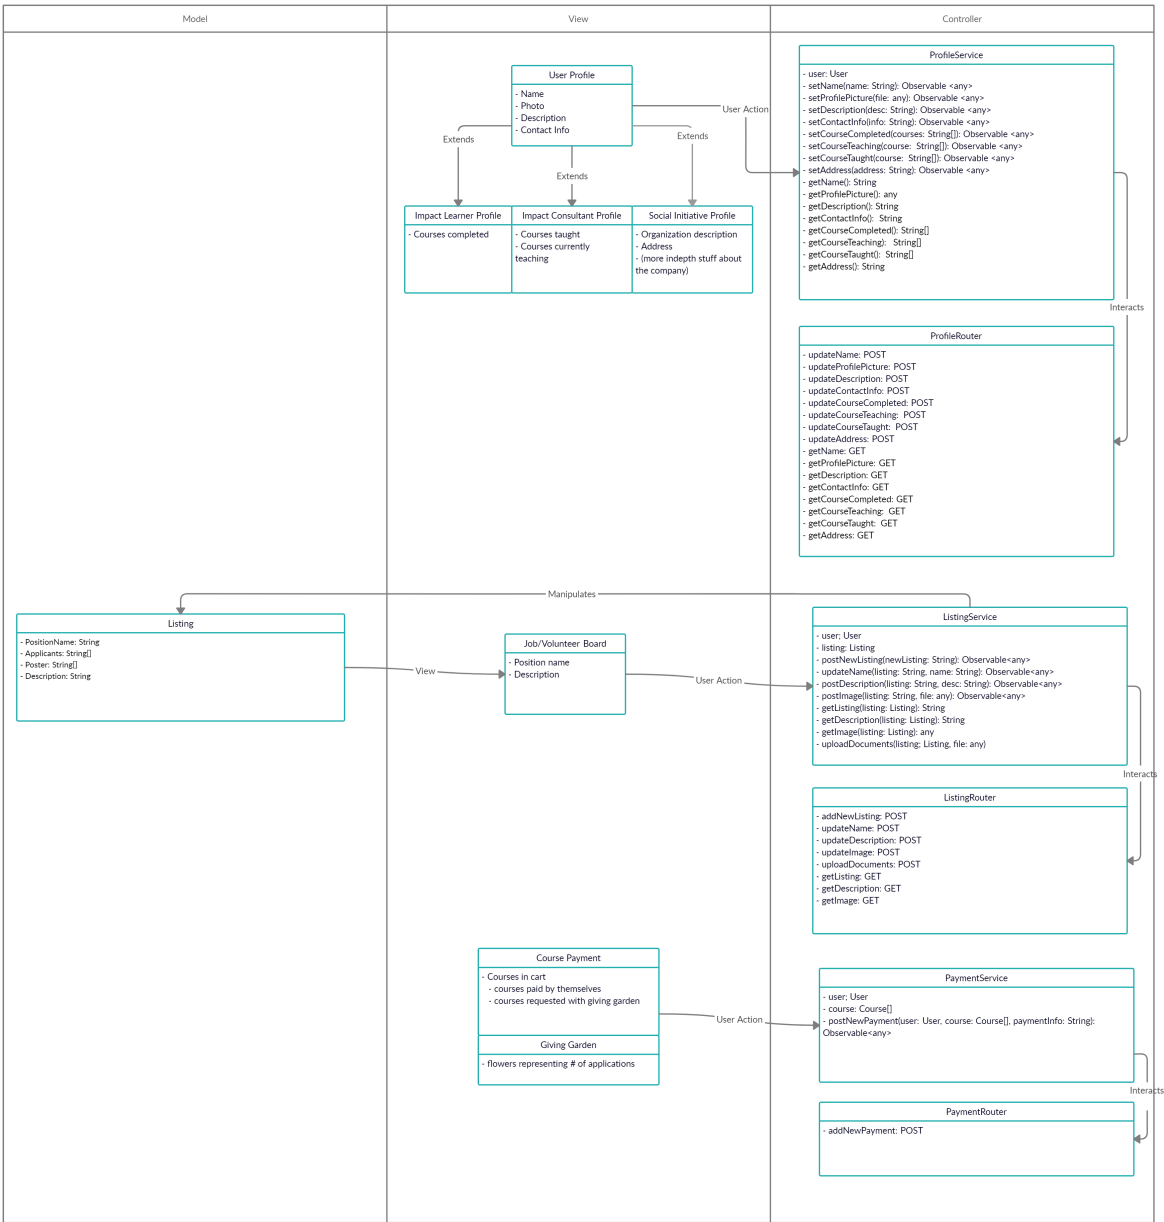 Model
View
Controller
User Profile
- Name
- Photo
- Description
- Contact Info
User Action
Extends
Extends
Extends
Impact Learner Profile
- Courses completed
Impact Consultant Profile
- Courses taught
- Courses currently
teaching
Social Initiative Profile
- Organization description
- Address
- (more indepth stuff about
the company)
ProfileService
- user: User
- setName(name: String): Observable <any>
- setProfilePicture(file: any): Observable <any>
- setDescription(desc: String): Observable <any>
- setContactInfo(info: String): Observable <any>
- setCourseCompleted(courses: String[]): Observable <any>
- setCourseTeaching(course: String[]): Observable <any>
- setCourseTaught(course: String[]): Observable <any>
- setAddress(address: String): Observable <any>
- getName(): String
- getProfilePicture(): any
- getDescription(): String
- getContactInfo(): String
- getCourseCompleted(): String[]
- getCourseTeaching): String[]
- getCourseTaught(): String[]
- getAddress(): String
Interacts
ProfileRouter
- updateName: POST
- updateProfilePicture: POST
- updateDescription: POST
- updateContactInfo: POST
- updateCourseCompleted: POST
- updateCourseTeaching: POST
- updateCourseTaught: POST
- updateAddress: POST
- getName: GET
- getProfilePicture: GET
- getDescription: GET
- getContactInfo: GET
- getCourseCompleted: GET
- getCourseTeaching: GET
- getCourseTaught: GET
- getAddress: GET
Manipulates
Listing
- PositionName: String
- Applicants: String[]
- Poster: String[]
- Description: String
View
Job/Volunteer Board
- Position name
- Description
User Action
ListingService
- user; User
- listing: Listing
- postNewListing(newListing: String): Observable<any>
- updateName(listing: String, name: String): Observable<any>
- postDescription(listing: String, desc: String): Observable<any>
- postImage(listing: String, file: any): Observable<any>
- getListing(listing: Listing): String
- getDescription(listing: Listing): String
- getImage(listing: Listing): any
- uploadDocuments(listing; Listing, file: any)
Interacts
ListingRouter
- addNewListing: POST
- updateName: POST
- updateDescription: POST
- updateImage: POST
- uploadDocuments: POST
- getListing: GET
- getDescription: GET
- getImage: GET
Course Payment
- Courses in cart
- courses paid by themselves
- courses requested with giving garden
Giving Garden
- flowers representing # of applications
User Action
PaymentService
- user; User
- course: Course[]
- postNewPayment(user: User, course: Course[], paymentInfo: String):
Observable<any>
Interacts
PaymentRouter
- addNewPayment: POST